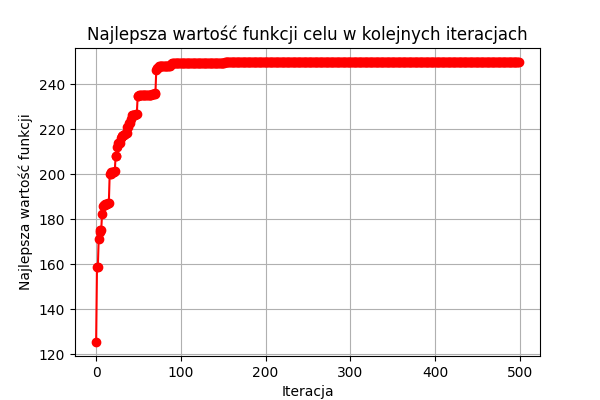 Najlepsza wartość funkcji celu w kolejnych iteracjach
Najlepsza wartość funkcji
240
220
200
180
160
140
120
0 100 200 300 400 500
Iteracja